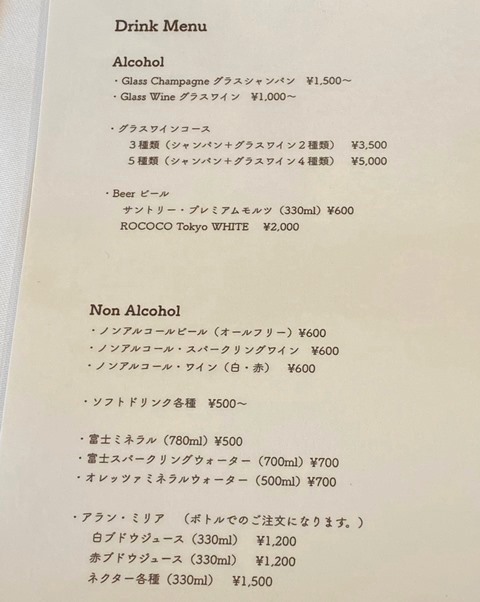 Drink Menu
Alcohol
・Glass Champagne グラスシャンパン ¥1,500〜
・Glass Wine グラスワイン ¥1,000〜
・グラスワインコース
３種類（シャンパン＋グラスワイン２種類） ¥3,500
５種類（シャンパン＋グラスワイン４種類） ¥5,000
・Beer ビール
サントリー・プレミアムモルツ（330ml）¥600
ROCOCO Tokyo WHITE ¥2,000
Non Alcohol
・ノンアルコールビール（オールフリー）¥600
・ノンアルコール・スパークリングワイン ¥600
・ノンアルコール・ワイン（白・赤） ¥600
・ソフトドリンク各種 ¥500〜
・富士ミネラル（780ml）¥500
・富士スパークリングウォーター（700ml）¥700
・オレッツァミネラルウォーター（500ml）¥700
・アラン・ミリア （ボトルでのご注文になります。）
白ブドウジュース（330ml） ¥1,200
赤ブドウジュース（330ml） ¥1,200
ネクター各種（330ml） ¥1,500